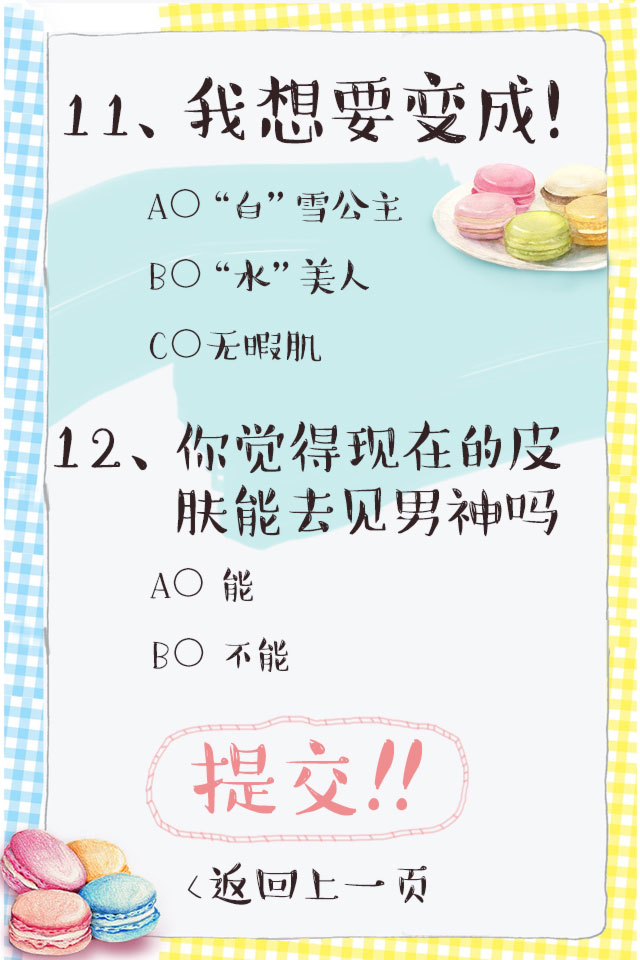 11、我想要变成！
A○“白”雪公主
B○“水”美人
C○无暇肌
12、你觉得现在的皮
肤能去见男神吗
A○ 能
B○ 不能
提交!!
<返回上一页